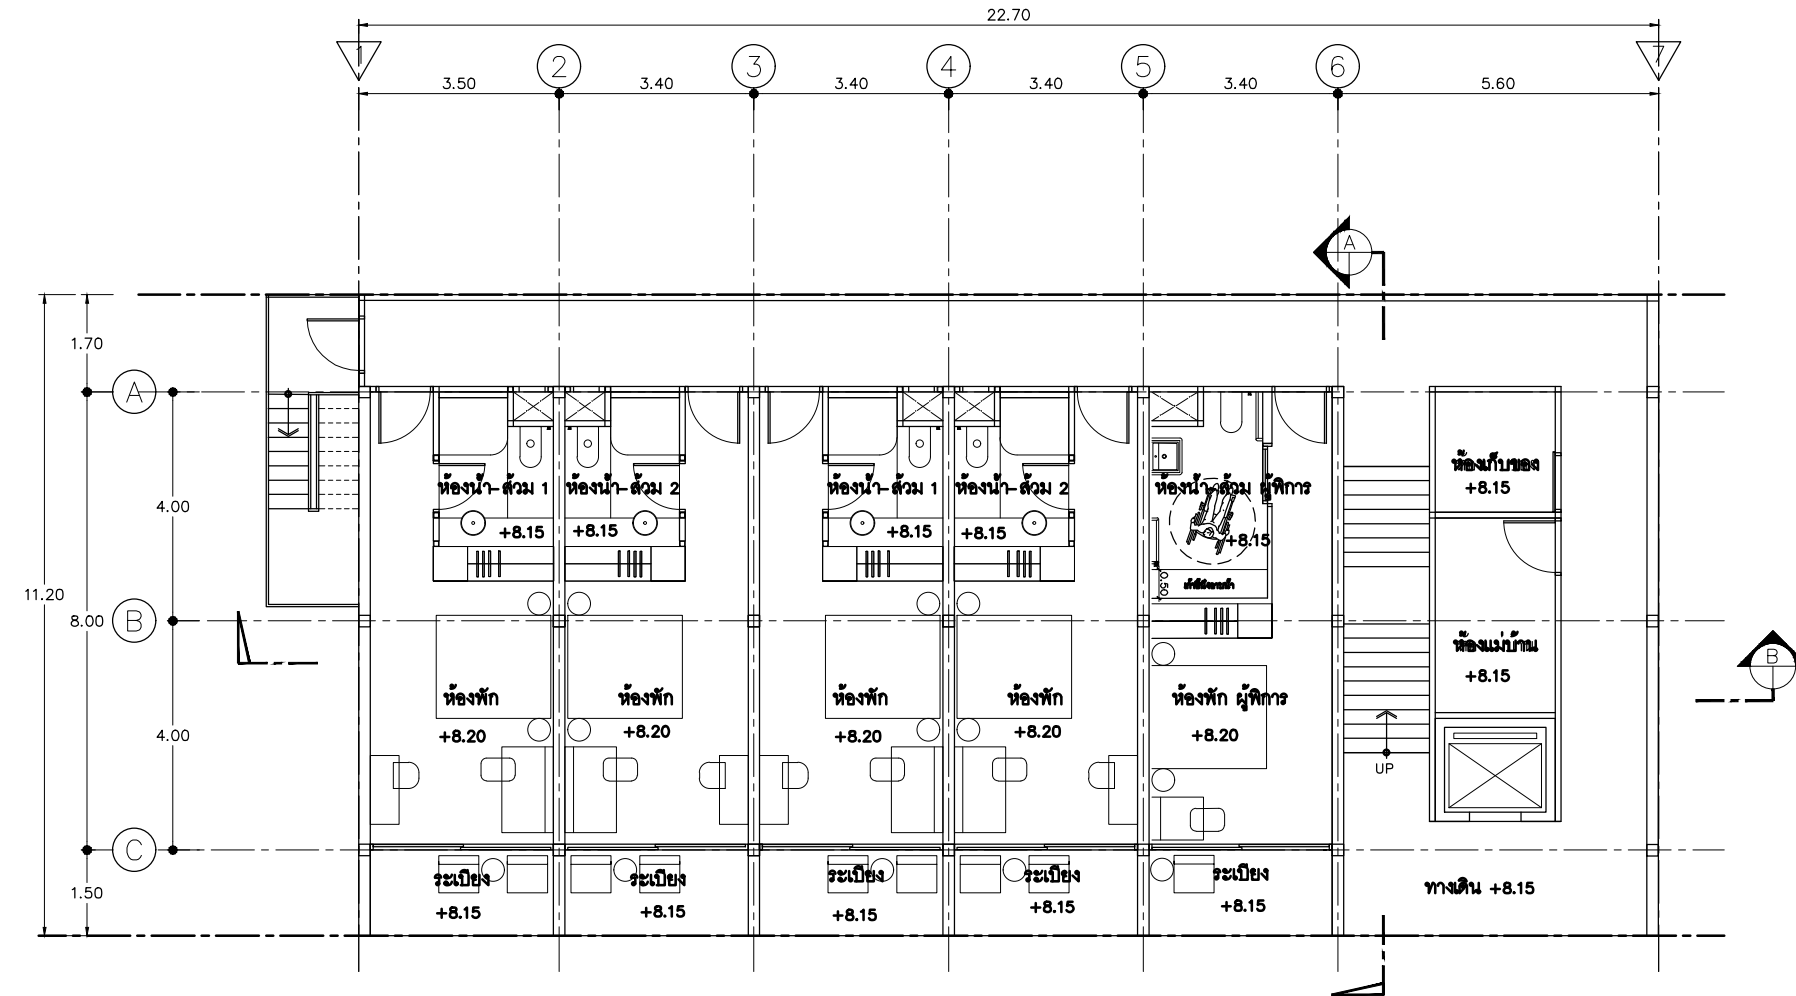 22.70
1 2 3 4 5 6 7
3.50 3.40 3.40 3.40 3.40 5.60
A
1.70
A
ห้องน้ำ-ส้วม 1 ห้องน้ำ-ส้วม 2 ห้องน้ำ-ส้วม 1 ห้องน้ำ-ส้วม 2 ห้องน้ำ-ส้วม ผู้พิการ
ห้องเก็บของ
+8.15
4.00
+8.15 +8.15 +8.15 +8.15 +8.15
0.50
11.20
8.00
B
ห้องแม่บ้าน
+8.15
B
ห้องพัก ห้องพัก ห้องพัก ห้องพัก ห้องพัก ผู้พิการ
+8.20 +8.20 +8.20 +8.20 +8.20
4.00
UP
C
ระเบียง ระเบียง ระเบียง ระเบียง ระเบียง
1.50
+8.15 +8.15 +8.15 +8.15 +8.15
ทางเดิน +8.15